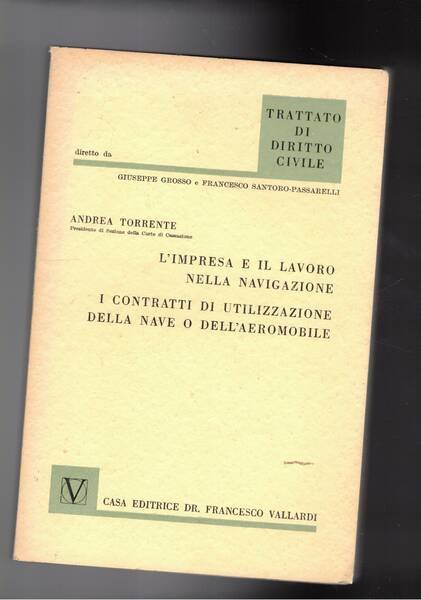 TRATTATO
DI
DIRITTO
CIVILE
diretto da
GIUSEPPE GROSSO e FRANCESCO SANTORO-PASSARELLI
ANDREA TORRENTE
Presidente di Sezione della Corte di Cassazione
L'IMPRESA E IL LAVORO
NELLA NAVIGAZIONE
I CONTRATTI DI UTILIZZAZIONE
DELLA NAVE O DELL'AEROMOBILE
V
CASA EDITRICE DR. FRANCESCO VALLARDI